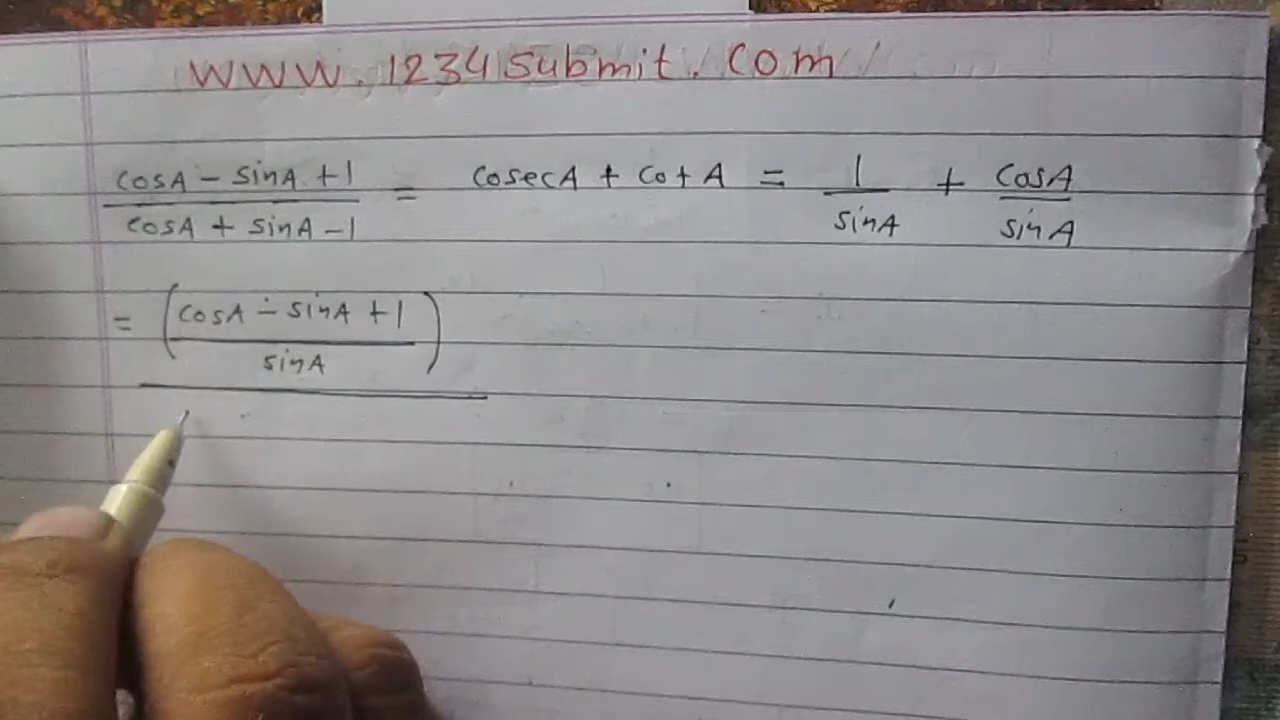 www.1234submit.com
cosA - sinA + 1 / cosA + sinA - 1 = cosecA + cotA = 1 / sinA + cosA / sinA
= (cosA - sinA + 1 / sinA)